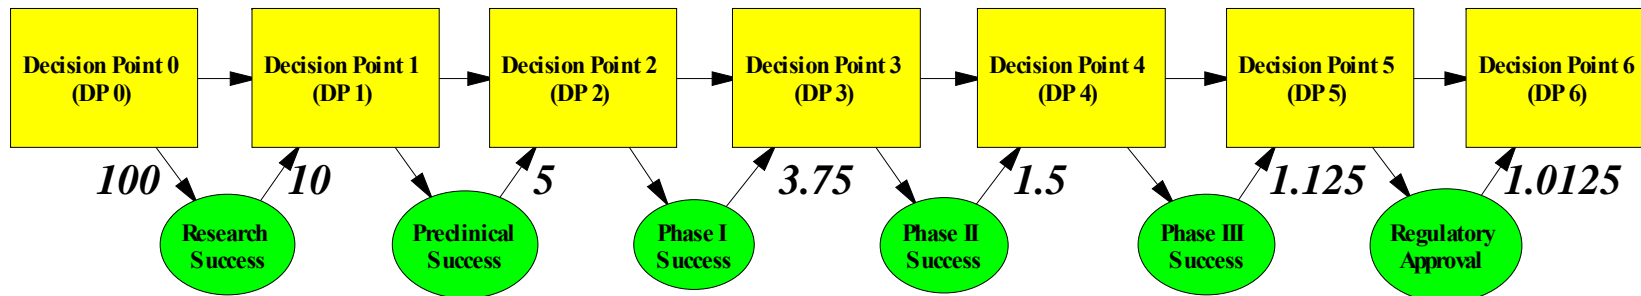 Decision Point 0
(DP 0)
Decision Point 1
(DP 1)
Decision Point 2
(DP 2)
Decision Point 3
(DP 3)
Decision Point 4
(DP 4)
Decision Point 5
(DP 5)
Decision Point 6
(DP 6)
100
10
5
3.75
1.5
1.125
1.0125
Research
Success
Preclinical
Success
Phase I
Success
Phase II
Success
Phase III
Success
Regulatory
Approval